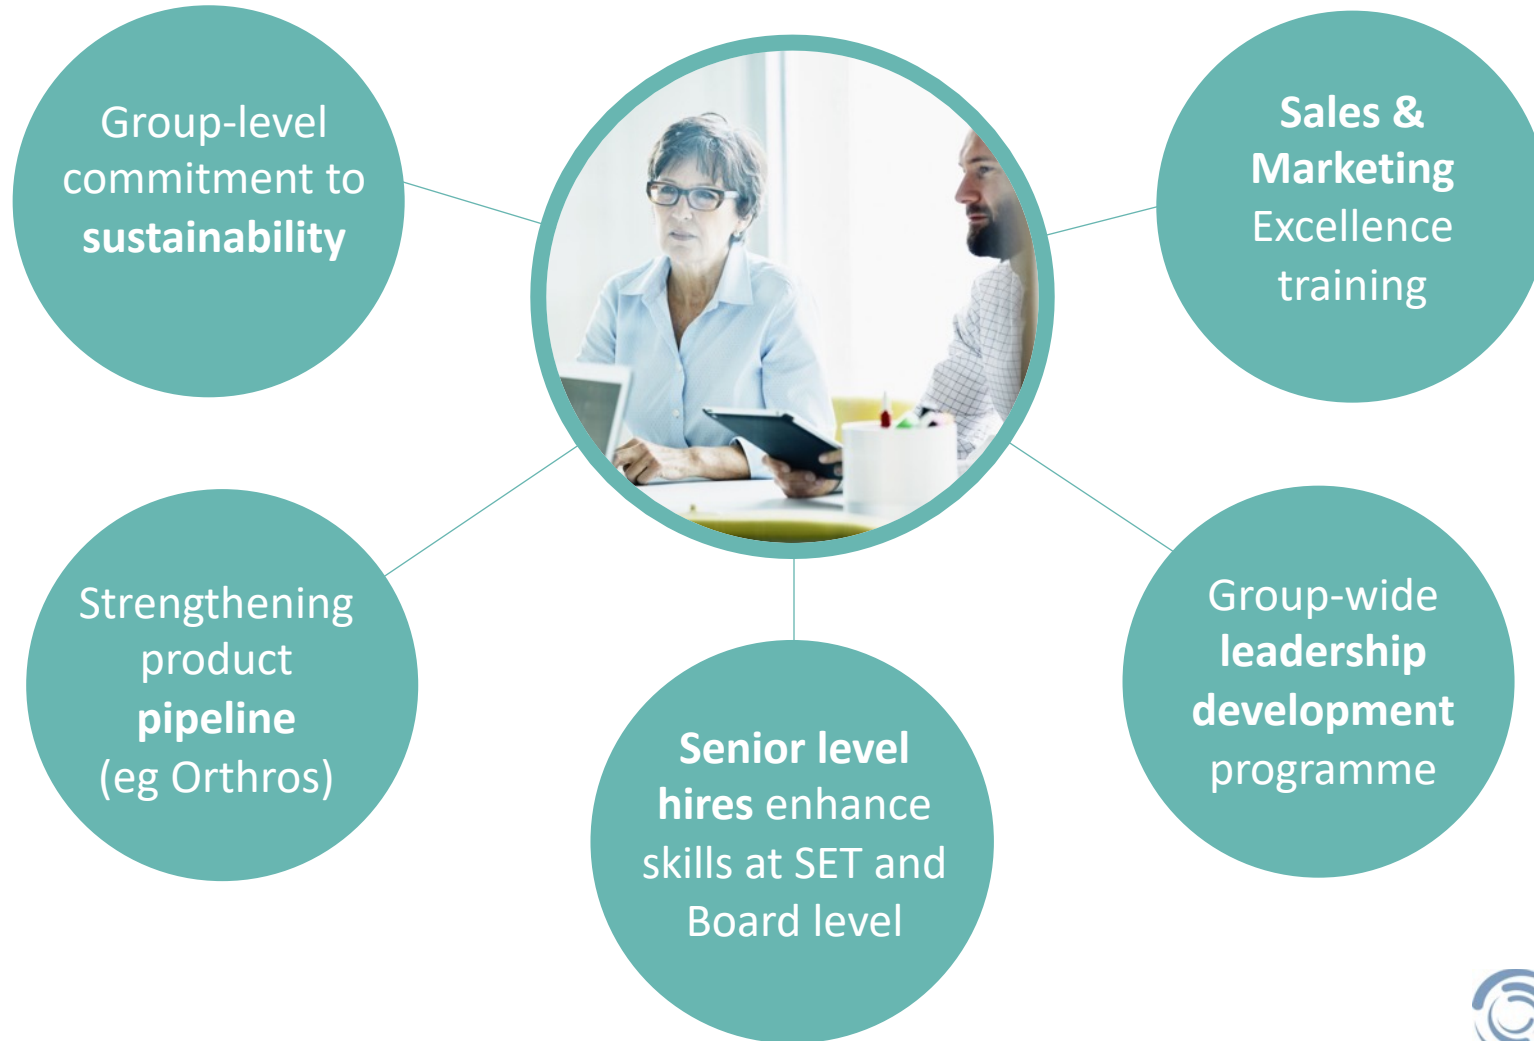 Group-level
commitment to
sustainability
Sales &
Marketing
Excellence
training
Strengthening
product
pipeline
(eg Orthros)
Senior level
hires enhance
skills at SET and
Board level
Group-wide
leadership
development
programme